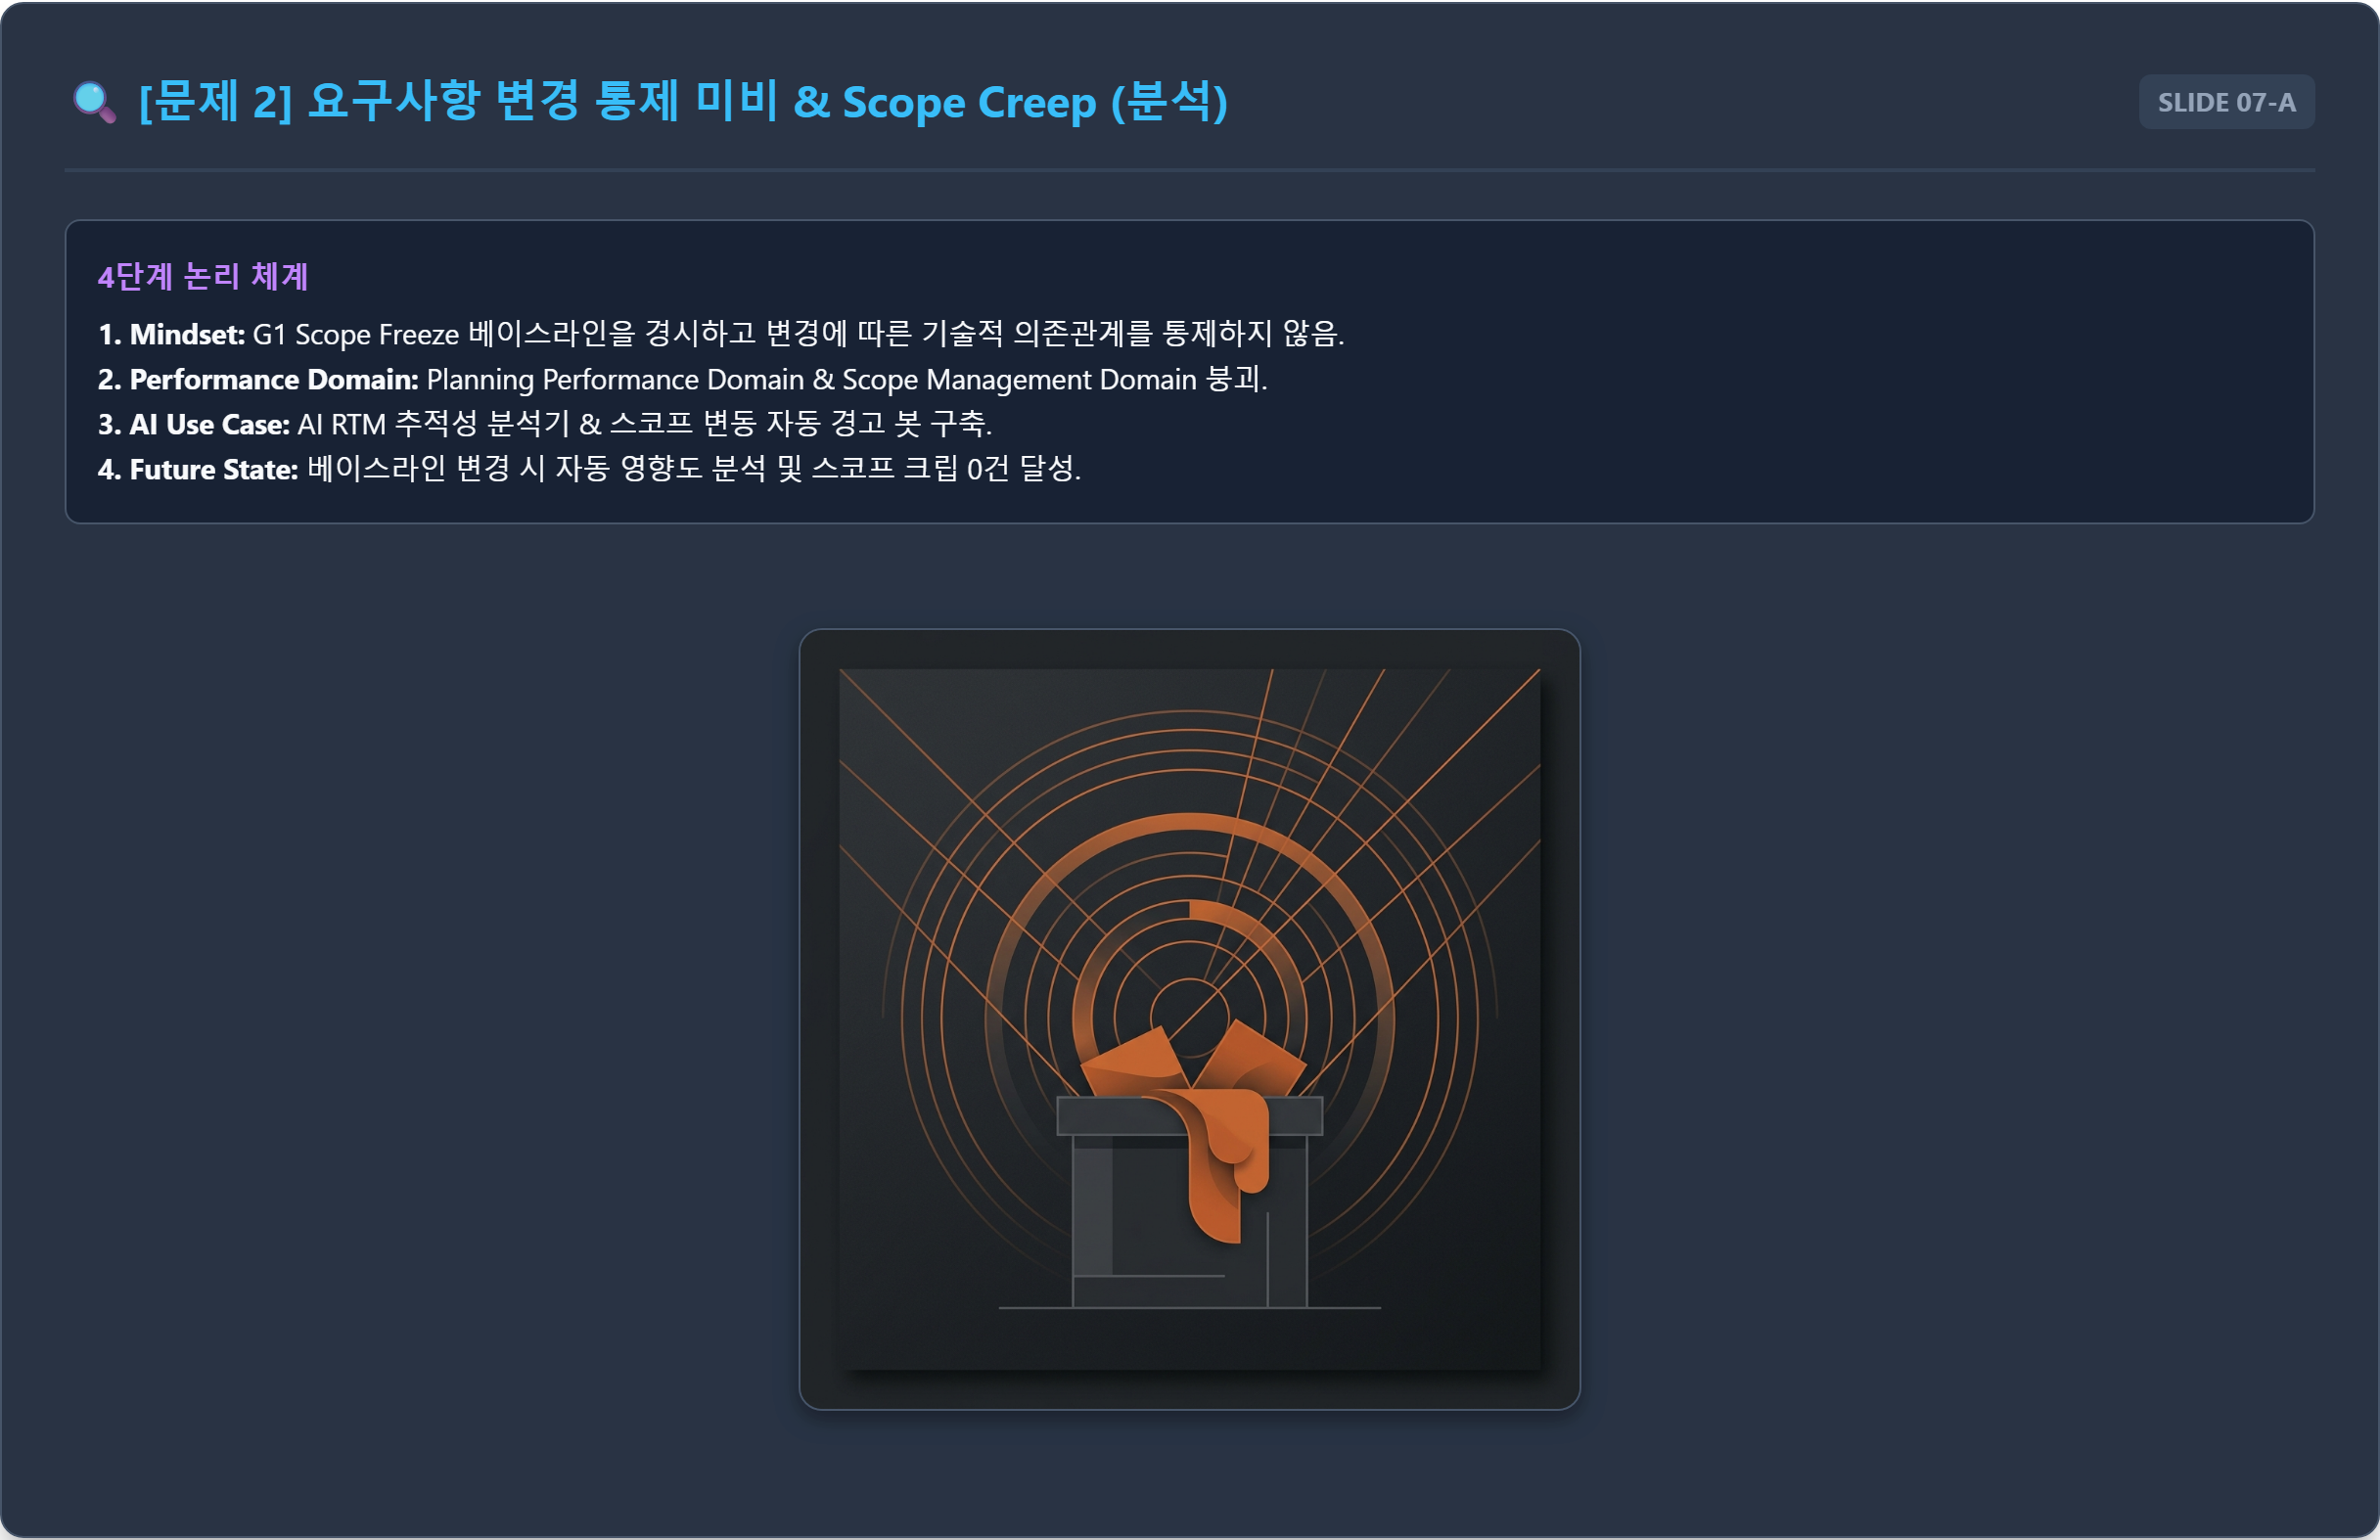 [문제 2] 요구사항 변경 통제 미비 & Scope Creep (분석)
SLIDE 07-A
4단계 논리 체계
1. Mindset: G1 Scope Freeze 베이스라인을 경시하고 변경에 따른 기술적 의존관계를 통제하지 않음.
2. Performance Domain: Planning Performance Domain & Scope Management Domain 붕괴.
3. AI Use Case: AI RTM 추적성 분석기 & 스코프 변동 자동 경고 봇 구축.
4. Future State: 베이스라인 변경 시 자동 영향도 분석 및 스코프 크립 0건 달성.